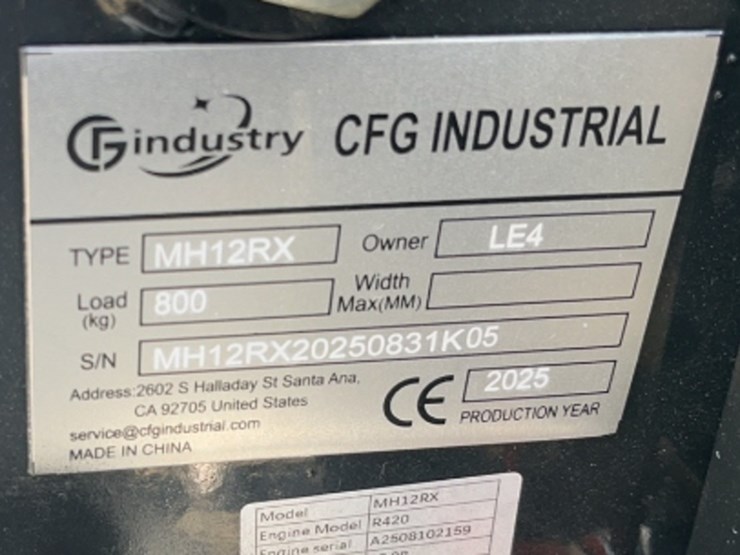 GF industry CFG INDUSTRIAL
TYPE MH12RX Owner LE4
Load (kg) 800 Width Max(MM)
S/N MH12RX20250831K05
Address:2602 S Halladay St Santa Ana,
CA 92705 United States
service@cfgindustrial.com
MADE IN CHINA
CE 2025
PRODUCTION YEAR
Model MH12RX
Engine Model R420
Engine serial A2508102159